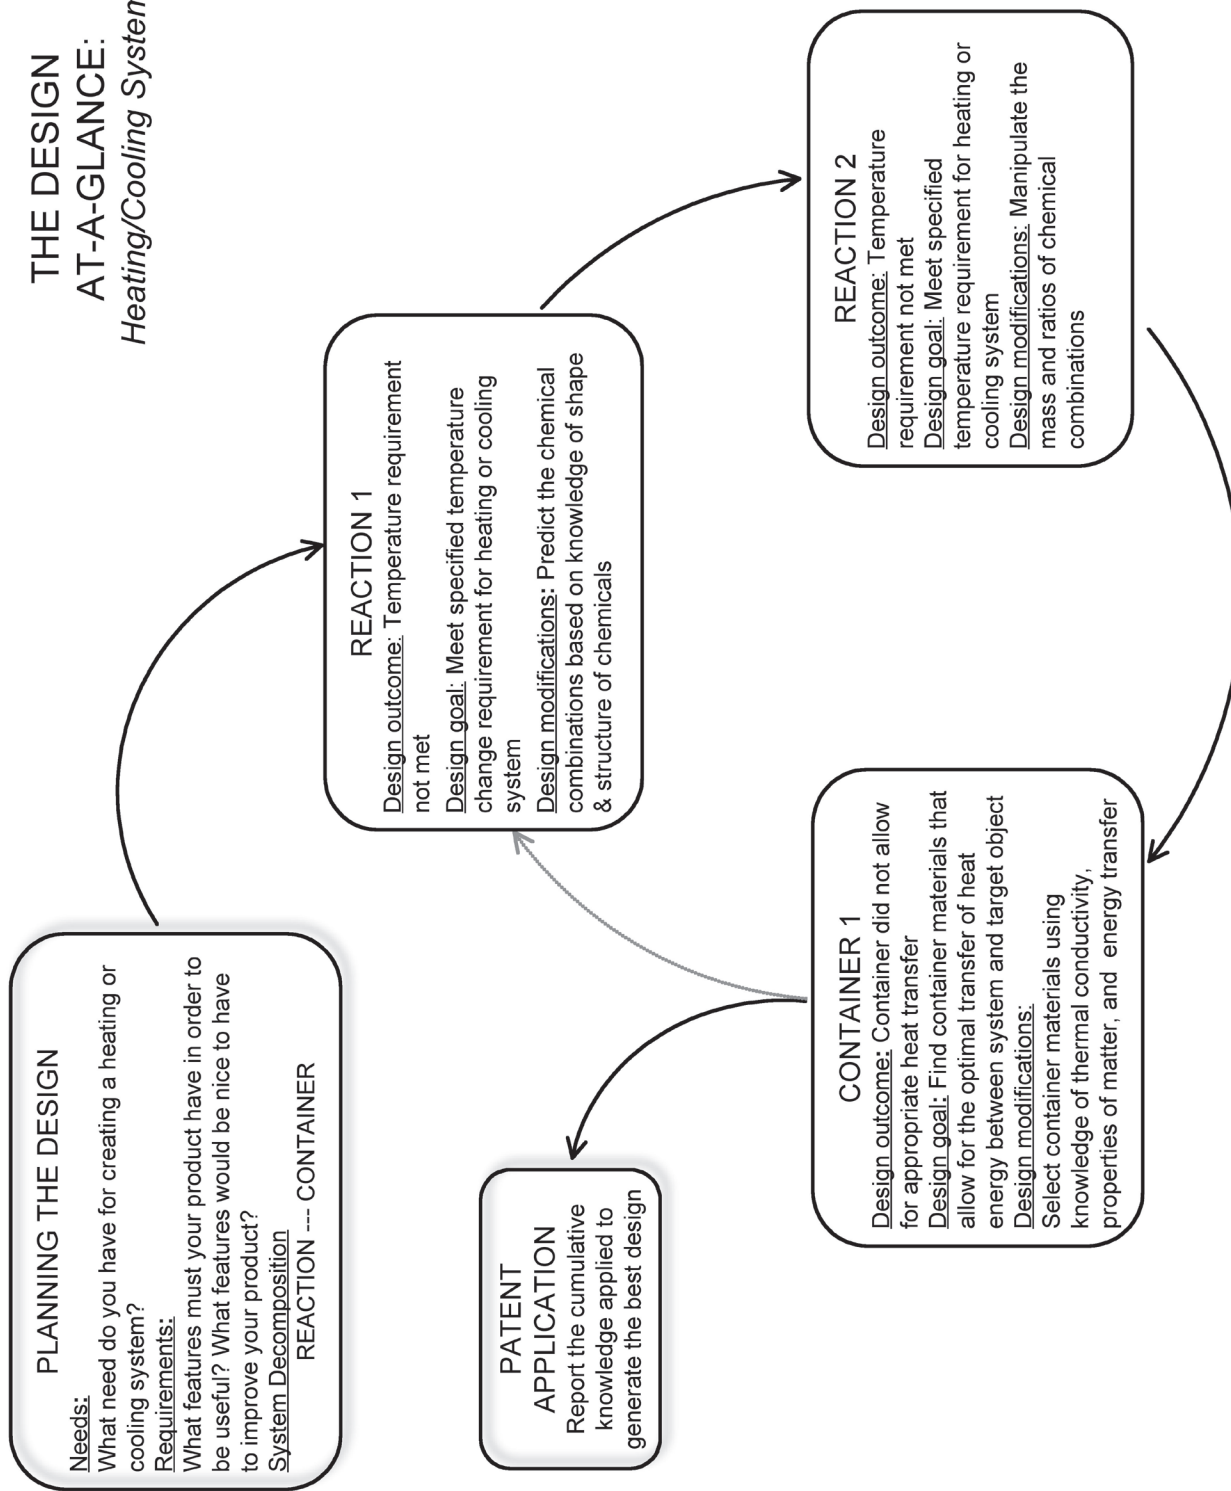 THE DESIGN
AT-A-GLANCE:
Heating/Cooling System
PLANNING THE DESIGN
Needs:
What need do you have for creating a heating or
cooling system?
Requirements:
What features must your product have in order to
be useful? What features would be nice to have
to improve your product?
System Decomposition
REACTION --- CONTAINER
REACTION 1
Design outcome: Temperature requirement
not met
Design goal: Meet specified temperature
change requirement for heating or cooling
system
Design modifications: Predict the chemical
combinations based on knowledge of shape
& structure of chemicals
REACTION 2
Design outcome: Temperature
requirement not met
Design goal: Meet specified
temperature requirement for heating or
cooling system
Design modifications: Manipulate the
mass and ratios of chemical
combinations
CONTAINER 1
Design outcome: Container did not allow
for appropriate heat transfer
Design goal: Find container materials that
allow for the optimal transfer of heat
energy between system and target object
Design modifications:
Select container materials using
knowledge of thermal conductivity,
properties of matter, and energy transfer
PATENT
APPLICATION
Report the cumulative
knowledge applied to
generate the best design